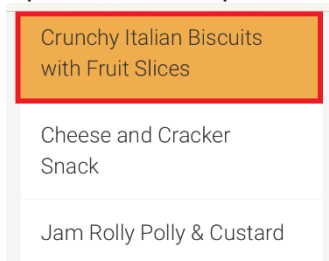 Crunchy Italian Biscuits
with Fruit Slices
Cheese and Cracker
Snack
Jam Rolly Polly & Custard